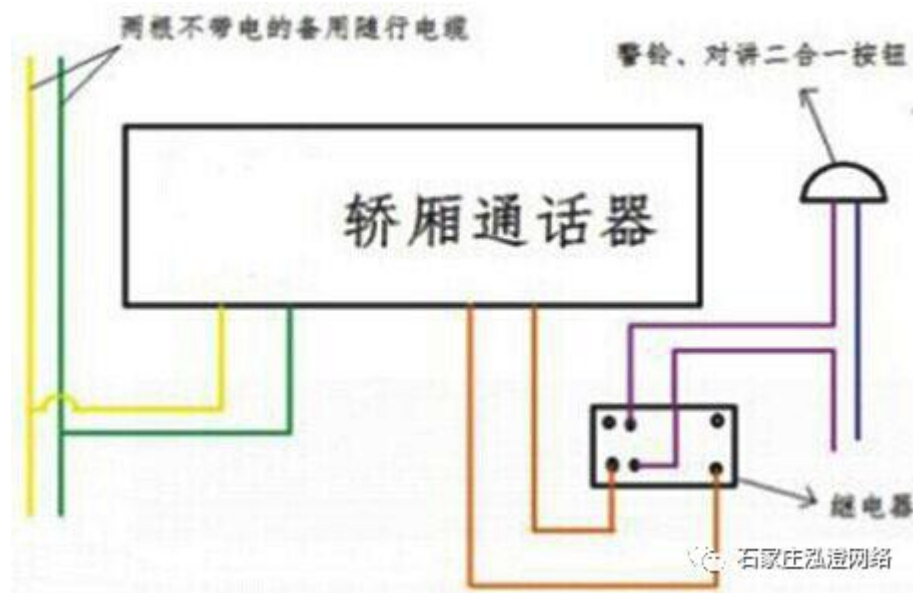 两根不带电的备用随行电缆
警铃、对讲二合一按钮
轿厢通话器
继电器
石家庄泓澄网络